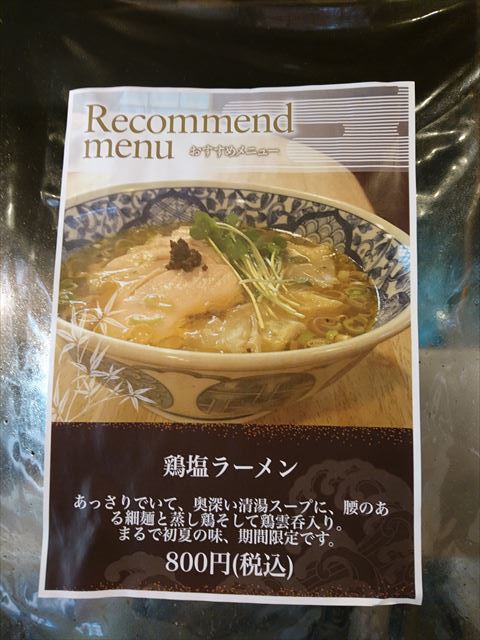 Recommend
menu おすすめメニュー
鶏塩ラーメン
あっさりでいて、奥深い清湯スープに、腰のあ
る細麺と蒸し鶏そして鶏雲呑入り。
まるで初夏の味、期間限定です。
800円(税込)